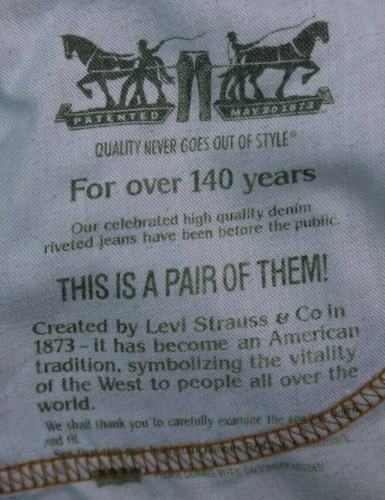 PATENTED MAY 20 1873
QUALITY NEVER GOES OUT OF STYLE®
For over 140 years
Our celebrated high quality denim
riveted jeans have been before the public.
THIS IS A PAIR OF THEM!
Created by Levi Strauss & Co in
1873 – it has become an American
tradition, symbolizing the vitality
of the West to people all over the
world.
We shall thank you to carefully examine the
and fit.
See that this